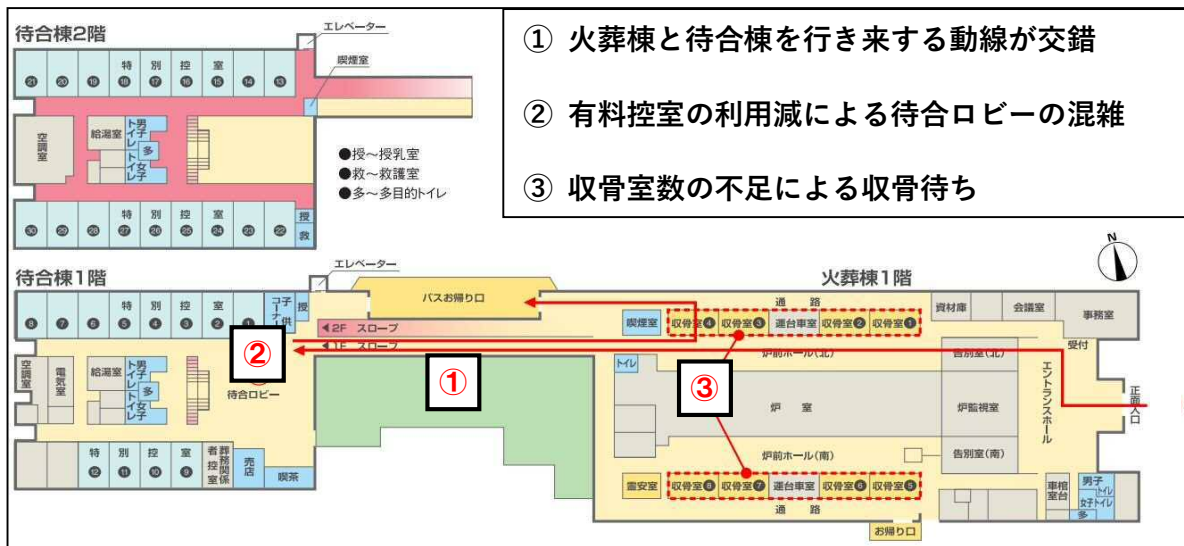 ① 火葬棟と待合棟を行き来する動線が交錯
② 有料控室の利用減による待合ロビーの混雑
③ 収骨室数の不足による収骨待ち
待合棟2階
エレベーター
喫煙室
特 別 控 室
㉑ ⑳ ⑲ ⑱ ⑰ ⑯ ⑮ ⑭ ⑬
空調室
給湯室
男子トイレ
多
女子トイレ
●授～授乳室
●救～救護室
●多～多目的トイレ
特 別 控 室
㉚ ㉙ ㉘ ㉗ ㉖ ㉕ ㉔ ㉓ ㉒
授
救
待合棟1階
エレベーター
バスお帰り口
火葬棟1階
N
特 別 控 室
⑧ ⑦ ⑥ ⑤ ④ ③ ② ①
子供コーナー
授
◀2F スロープ
◀1F スロープ
喫煙室
通 路
収骨室④ 収骨室③ 運台車室 収骨室② 収骨室①
資材庫
会議室
事務室
受付
②
①
③
空調室
電気室
給湯室
男子トイレ
多
女子トイレ
待合ロビー
トイレ
炉前ホール(北)
告別室(北)
炉 室
炉監視室
エントランスホール
正面入口
炉前ホール(南)
告別室(南)
特 別 控 室
⑫ ⑪ ⑩ ⑨
葬務関係者控室
売店
喫茶
霊安室
収骨室⑧ 収骨室⑦ 運台車室 収骨室⑥ 収骨室⑤
通 路
お帰り口
棺台車室
男子トイレ
女子トイレ
多